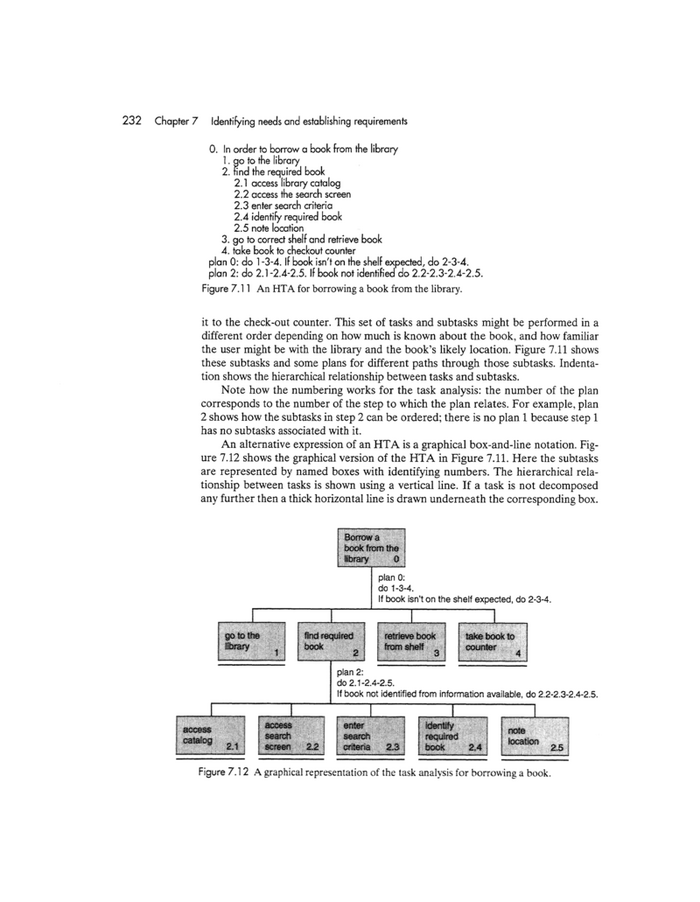 232 Chapter 7 Identifying needs and establishing requirements
0. In order to borrow a book from the library
1. go to the library
2. find the required book
2.1 access library catalog
2.2 access the search screen
2.3 enter search criteria
2.4 identify required book
2.5 note location
3. go to correct shelf and retrieve book
4. take book to checkout counter
plan 0: do 1-3-4. If book isn't on the shelf expected, do 2-3-4.
plan 2: do 2.1-2.4-2.5. If book not identified do 2.2-2.3-2.4-2.5.
Figure 7.11 An HTA for borrowing a book from the library.
it to the check-out counter. This set of tasks and subtasks might be performed in a
different order depending on how much is known about the book, and how familiar
the user might be with the library and the book's likely location. Figure 7.11 shows
these subtasks and some plans for different paths through those subtasks. Indenta-
tion shows the hierarchical relationship between tasks and subtasks.
Note how the numbering works for the task analysis: the number of the plan
corresponds to the number of the step to which the plan relates. For example, plan
2 shows how the subtasks in step 2 can be ordered; there is no plan 1 because step 1
has no subtasks associated with it.
An alternative expression of an HTA is a graphical box-and-line notation. Fig-
ure 7.12 shows the graphical version of the HTA in Figure 7.11. Here the subtasks
are represented by named boxes with identifying numbers. The hierarchical rela-
tionship between tasks is shown using a vertical line. If a task is not decomposed
any further then a thick horizontal line is drawn underneath the corresponding box.
Borrow a
book from the
library 0
plan 0:
do 1-3-4.
If book isn't on the shelf expected, do 2-3-4.
go to the
library 1
find required
book 2
retrieve book
from shelf 3
take book to
counter 4
plan 2:
do 2.1-2.4-2.5.
If book not identified from information available, do 2.2-2.3-2.4-2.5.
access
catalog 2.1
access
search
screen 2.2
enter
search
criteria 2.3
identify
required
book 2.4
note
location 2.5
Figure 7.12 A graphical representation of the task analysis for borrowing a book.